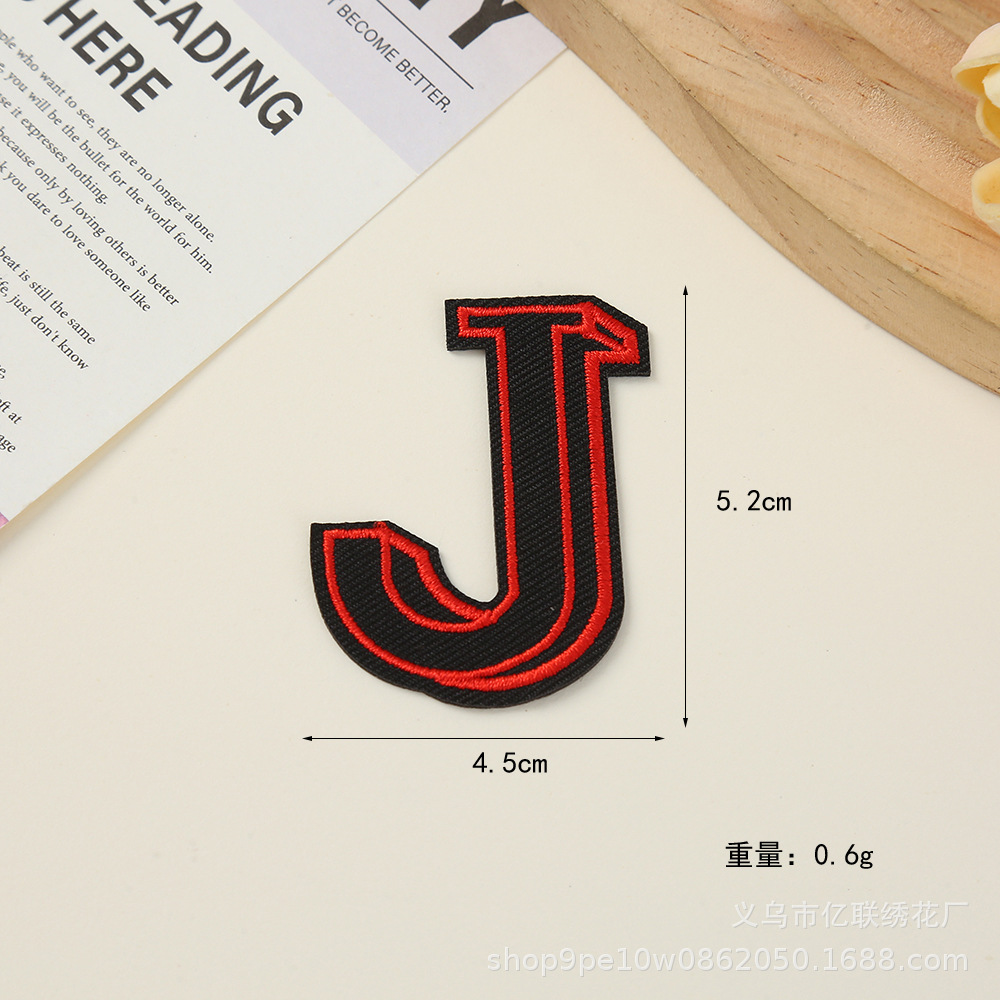 EADING
HERE
BECOME BETTER.
ple who want to see, they are no longer alone.
e, you will be the bullet for the world for him.
se it expresses nothing.
because only by loving others is better
k you dare to love someone like
beat is still the same
fe, just don't know
eft at
age
J
5.2cm
4.5cm
重量：0.6g
义乌市亿联绣花厂
shop9pe10w0862050.1688.com